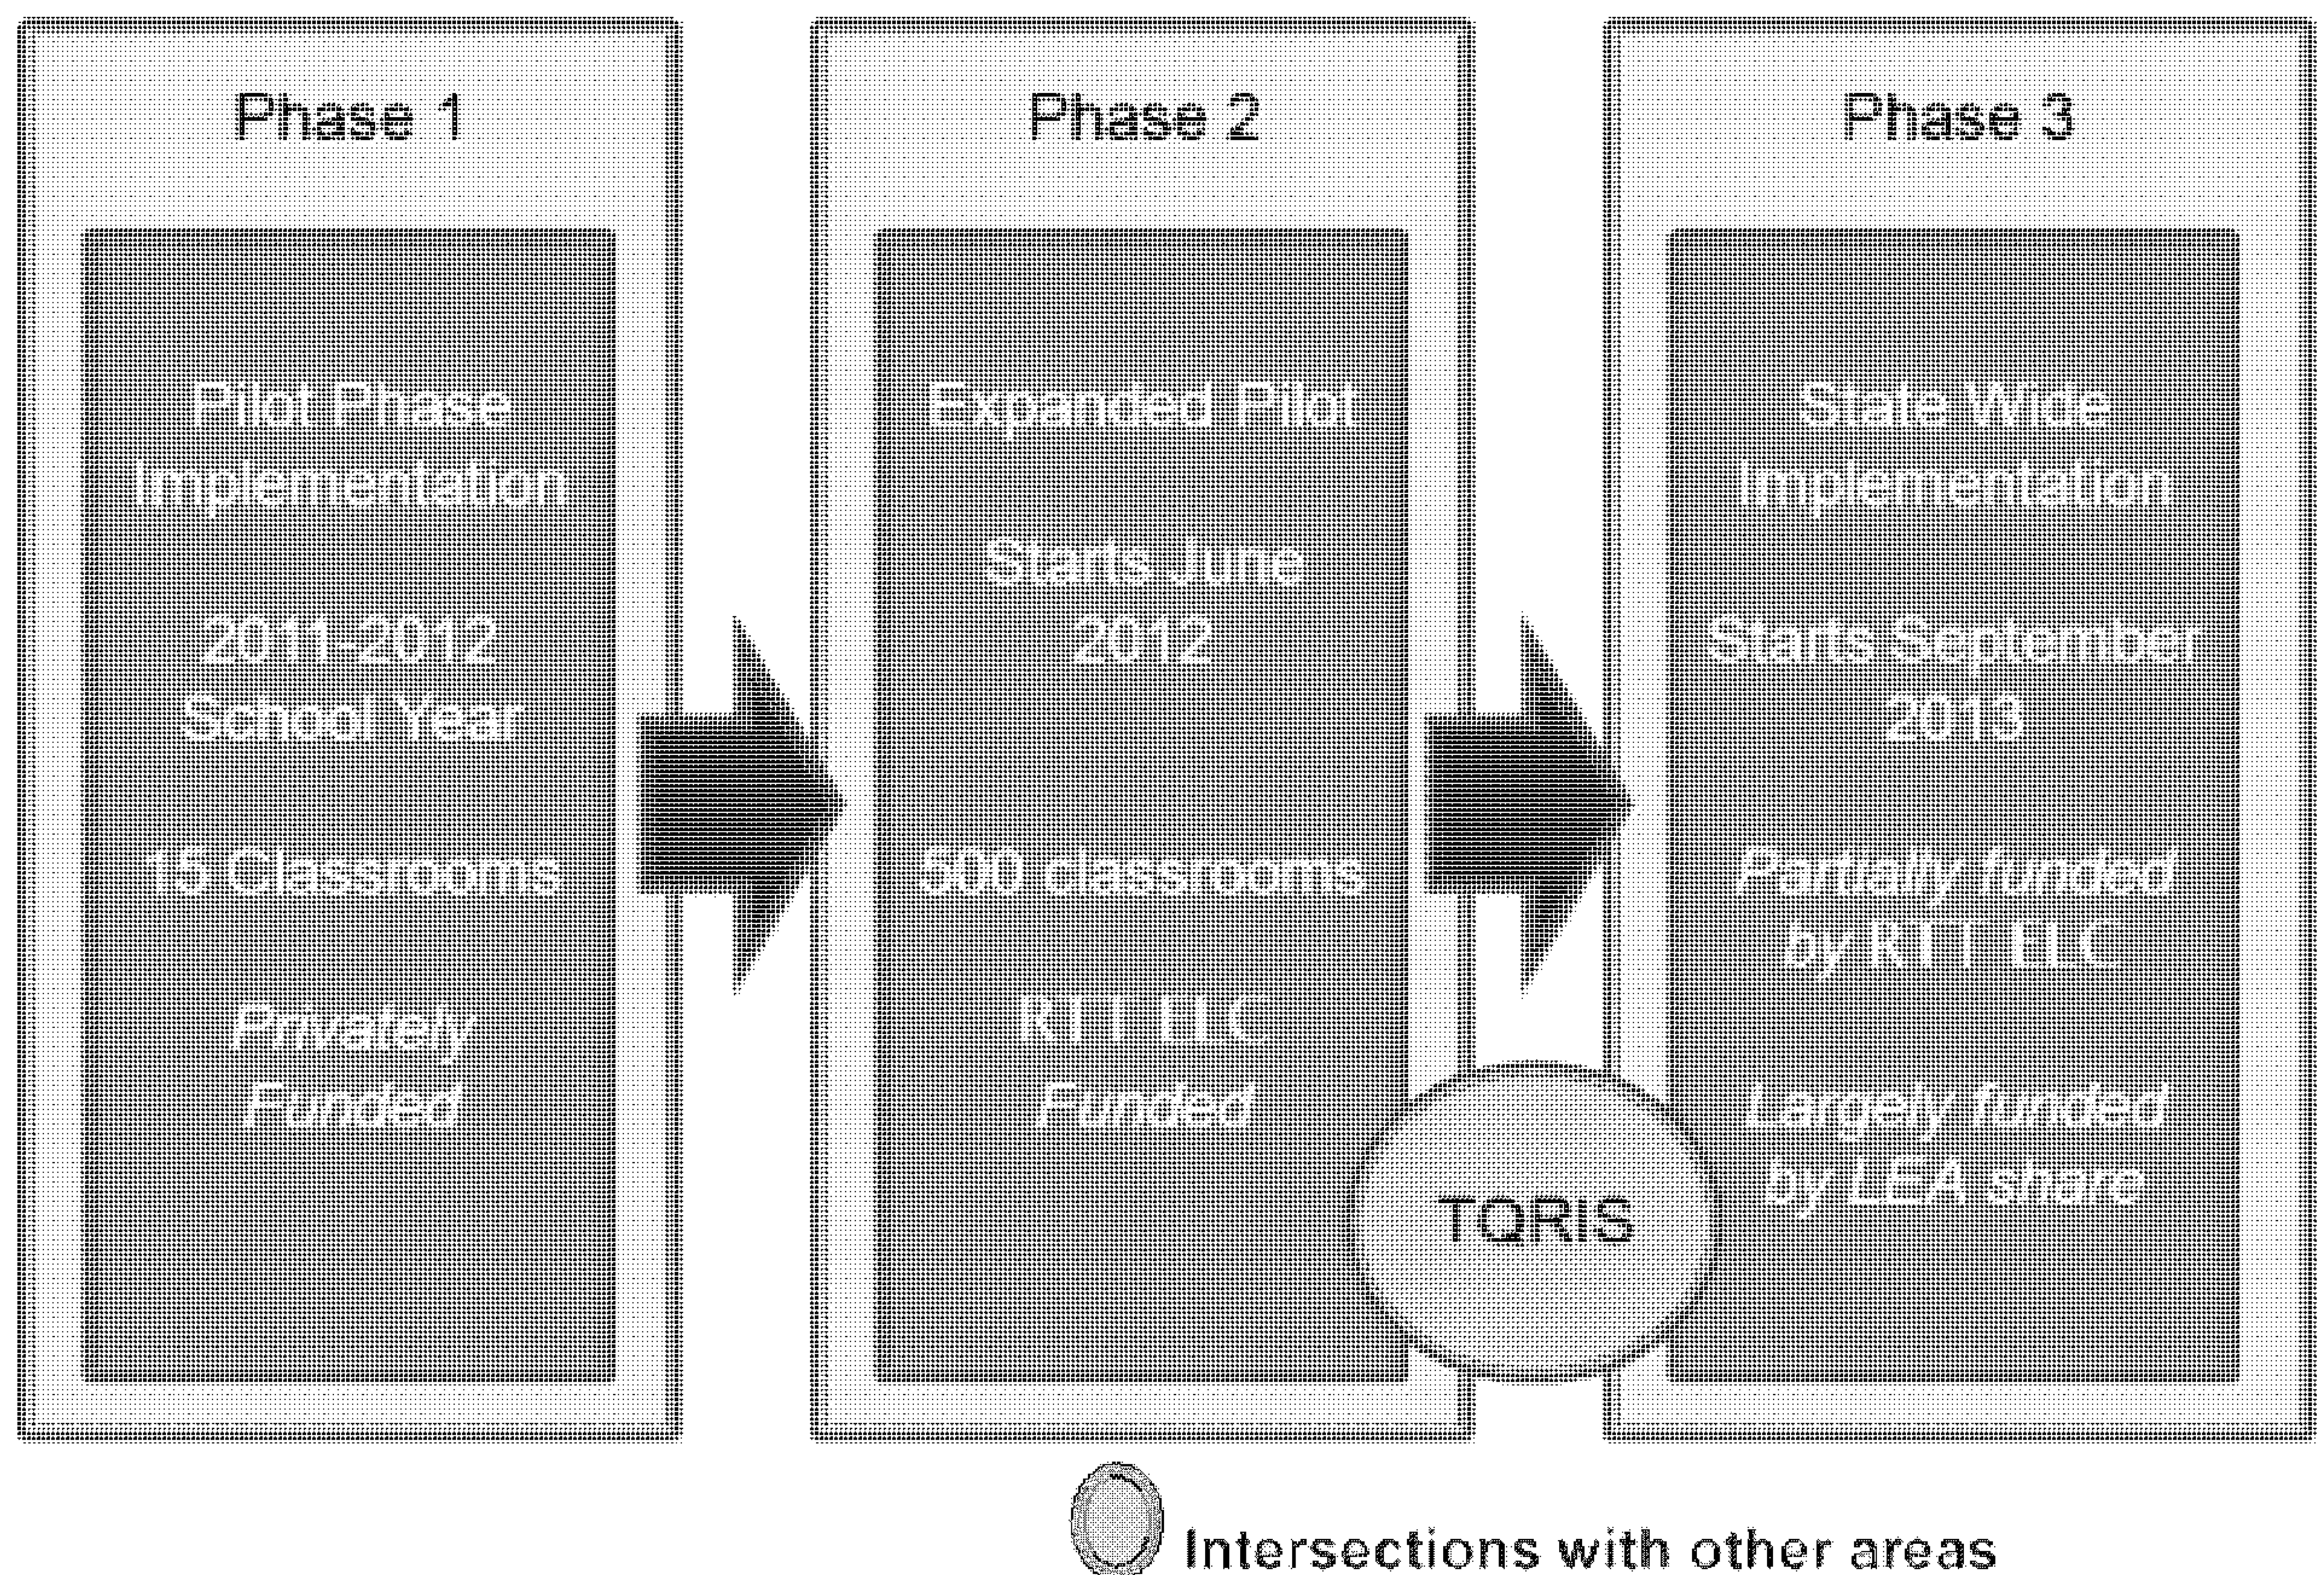 Phase 1
Pilot Phase
Implementation
2011-2012
School Year
15 Classrooms
Privately
Funded
Phase 2
Expanded Pilot
Starts June
2012
500 classrooms
RTT ELC
Funded
Phase 3
State Wide
Implementation
Starts September
2013
Partially funded
by RTT ELC
Largely funded
by LEA share
TQRIS
Intersections with other areas